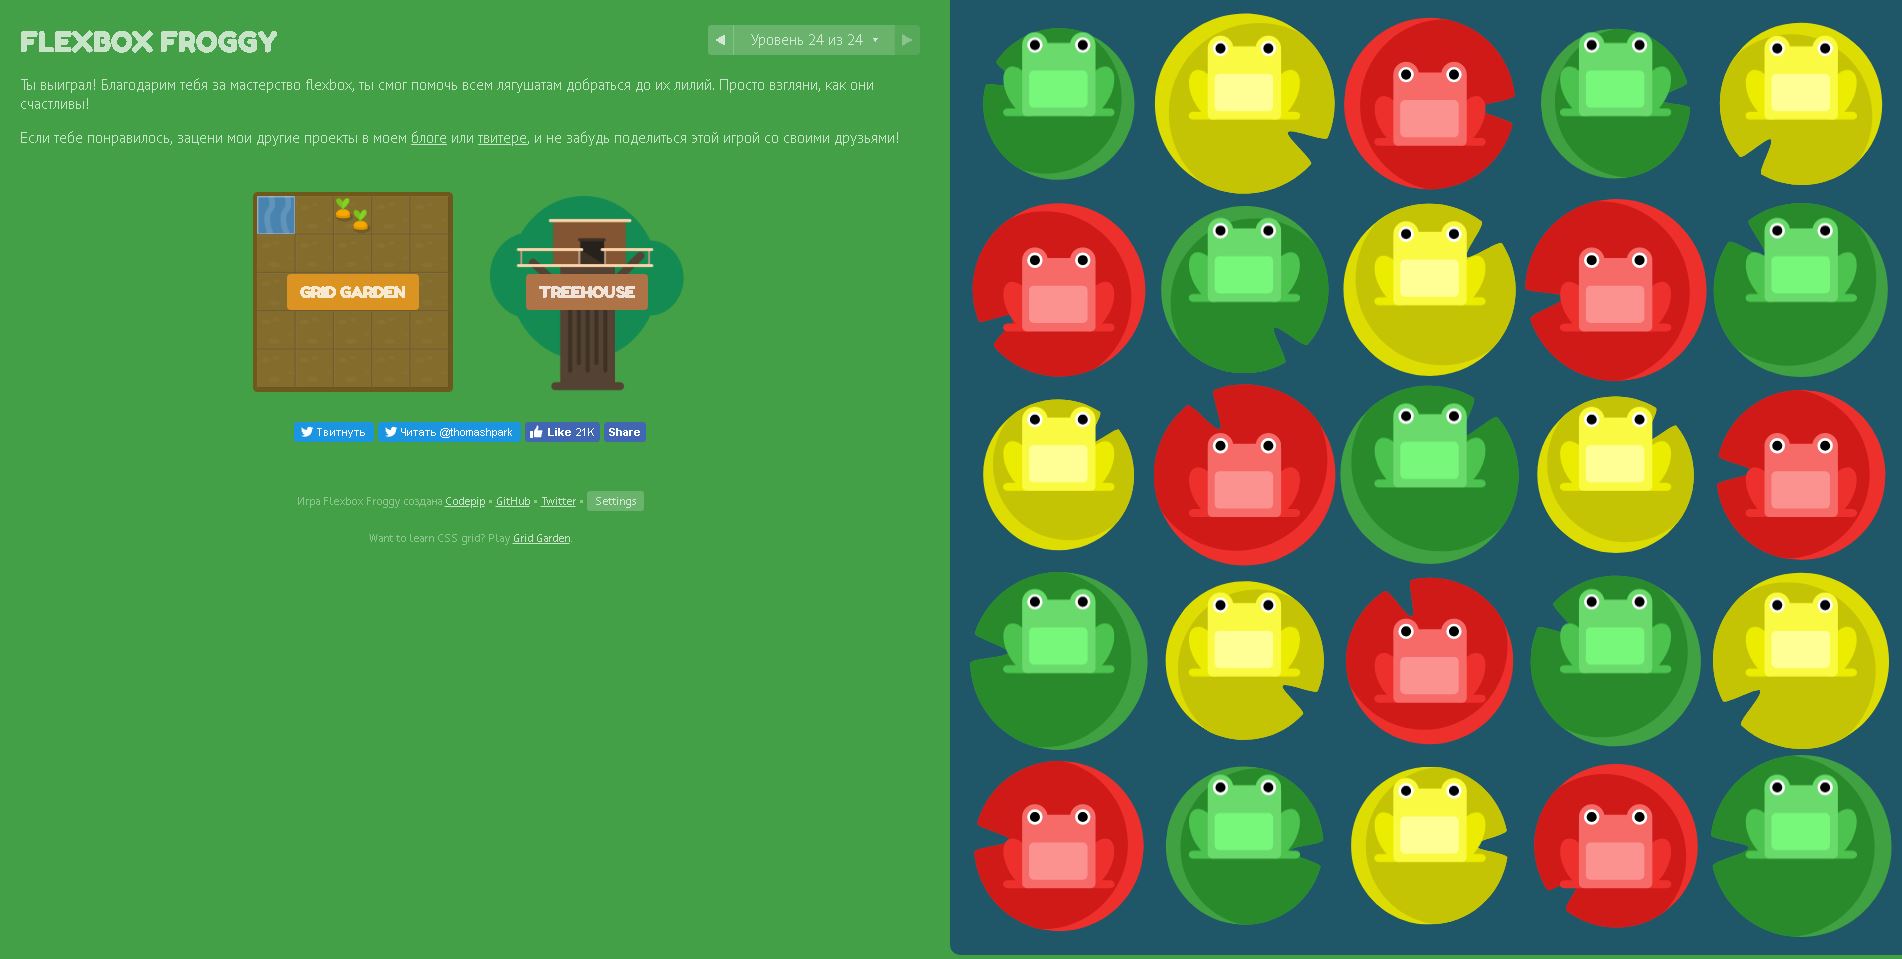 FLEXBOX FROGGY
Уровень 24 из 24
Ты выиграл! Благодарим тебя за мастерство flexbox, ты смог помочь всем лягушатам добраться до их лилий. Просто взгляни, как они
счастливы!
Если тебе понравилось, зацени мои другие проекты в моем блоге или твитере, и не забудь поделиться этой игрой со своими друзьями!
GRID GARDEN
TREEHOUSE
Твитнуть Читать @thomashpark Like 21K Share
Игра Flexbox Froggy создана Codepip • GitHub • Twitter • Settings
Want to learn CSS grid? Play Grid Garden.